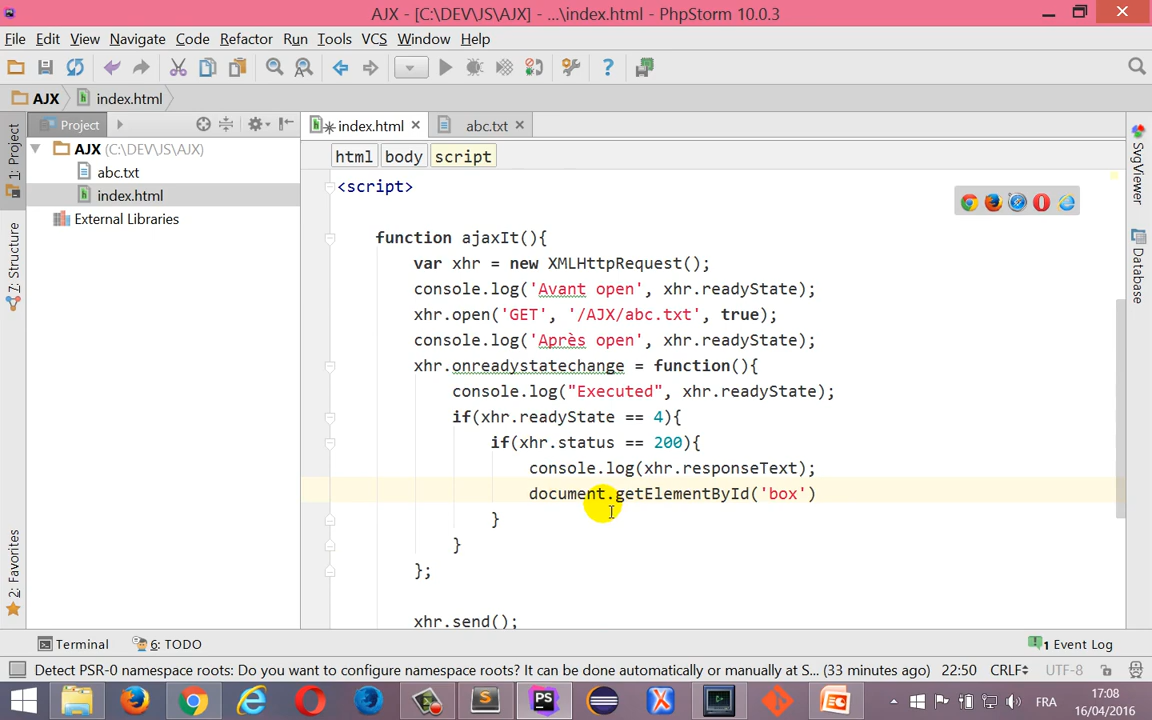 AJX - [C:\DEV\JS\AJX] - ...\index.html - PhpStorm 10.0.3
File Edit View Navigate Code Refactor Run Tools VCS Window Help
AJX index.html
Project index.html abc.txt
AJX (C:\DEV\JS\AJX)
abc.txt
index.html
External Libraries
1: Project
7: Structure
2: Favorites
html body script
<script>
function ajaxIt(){
var xhr = new XMLHttpRequest();
console.log('Avant open', xhr.readyState);
xhr.open('GET', '/AJX/abc.txt', true);
console.log('Après open', xhr.readyState);
xhr.onreadystatechange = function(){
console.log("Executed", xhr.readyState);
if(xhr.readyState == 4){
if(xhr.status == 200){
console.log(xhr.responseText);
document.getElementById('box')
}
}
};
xhr.send();
SvgViewer
Database
Terminal 6: TODO 1 Event Log
Detect PSR-0 namespace roots: Do you want to configure namespace roots? It can be done automatically or manually at S... (33 minutes ago) 22:50 CRLF UTF-8
FRA
17:08
16/04/2016